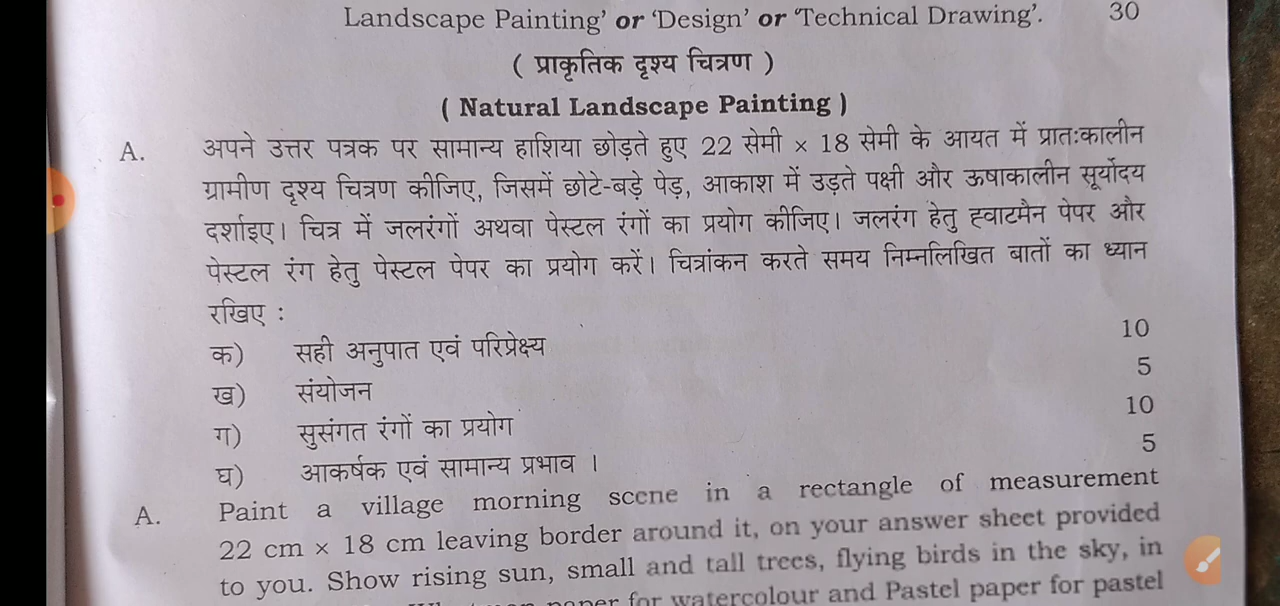 Landscape Painting' or 'Design' or 'Technical Drawing'. 30
( प्राकृतिक दृश्य चित्रण )
( Natural Landscape Painting )
A. अपने उत्तर पत्रक पर सामान्य हाशिया छोड़ते हुए 22 सेमी × 18 सेमी के आयत में प्रातःकालीन
ग्रामीण दृश्य चित्रण कीजिए, जिसमें छोटे-बड़े पेड़, आकाश में उड़ते पक्षी और ऊषाकालीन सूर्योदय
दर्शाइए। चित्र में जलरंगों अथवा पेस्टल रंगों का प्रयोग कीजिए। जलरंग हेतु ह्वाटमैन पेपर और
पेस्टल रंग हेतु पेस्टल पेपर का प्रयोग करें। चित्रांकन करते समय निम्नलिखित बातों का ध्यान
रखिए :
क) सही अनुपात एवं परिप्रेक्ष्य 10
ख) संयोजन 5
ग) सुसंगत रंगों का प्रयोग 10
घ) आकर्षक एवं सामान्य प्रभाव । 5
A. Paint a village morning scene in a rectangle of measurement
22 cm × 18 cm leaving border around it, on your answer sheet provided
to you. Show rising sun, small and tall trees, flying birds in the sky, in
paper for watercolour and Pastel paper for pastel